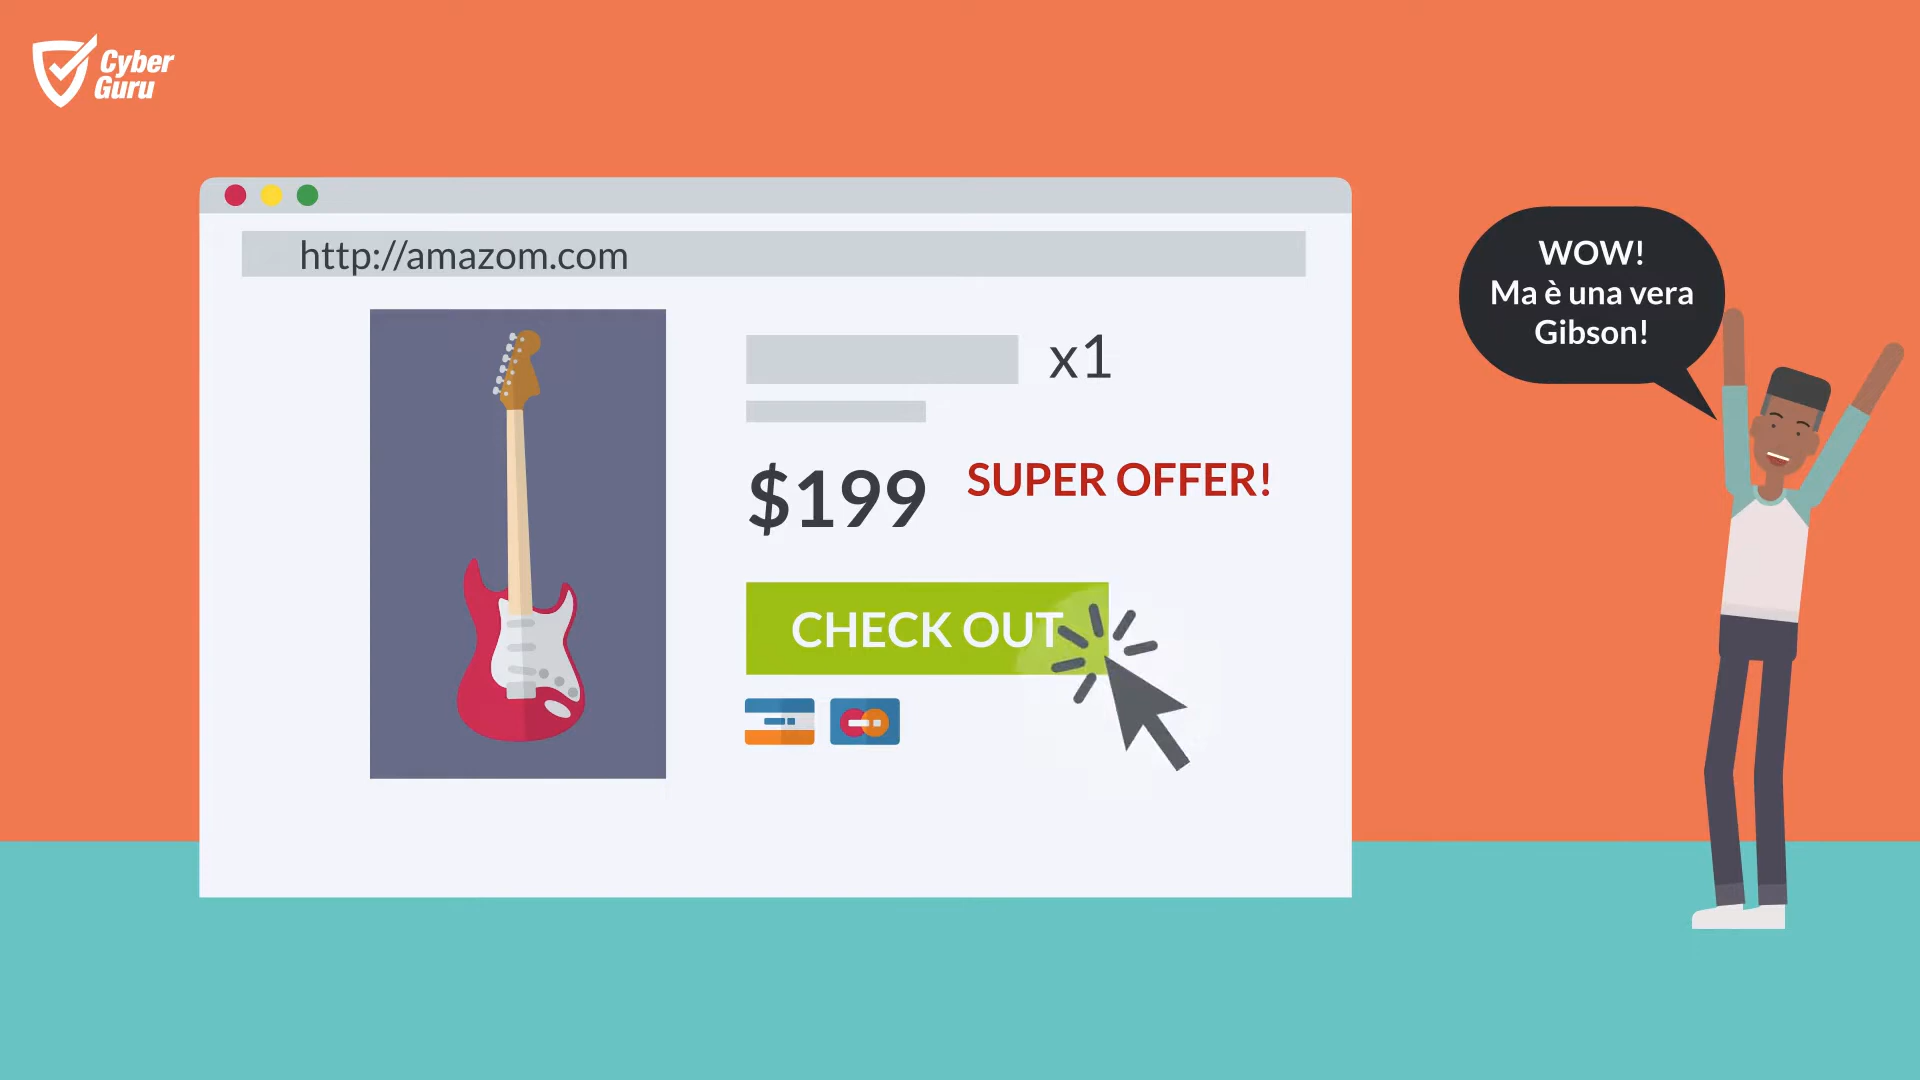 Cyber
Guru
http://amazom.com
WOW!
Ma è una vera
Gibson!
x1
$199
SUPER OFFER!
CHECK OUT